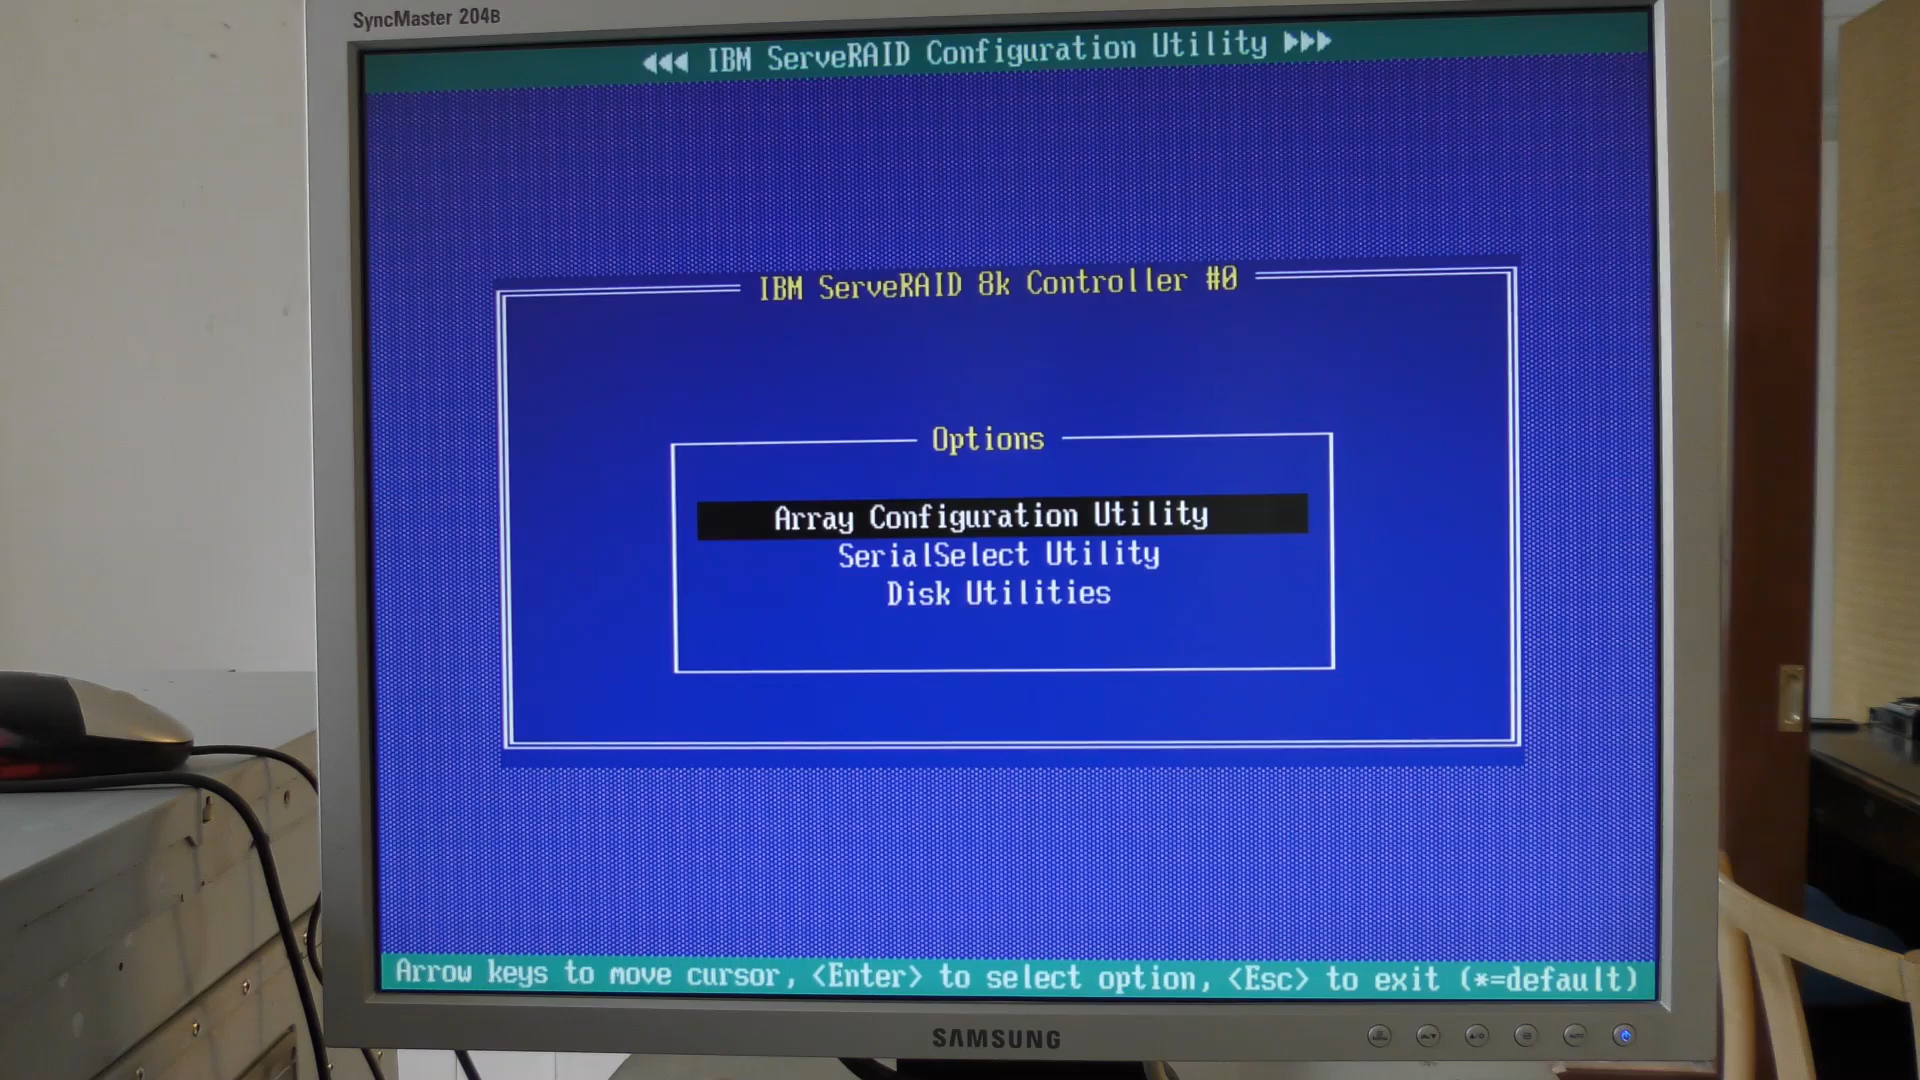 SyncMaster 204B
IBM ServeRAID Configuration Utility
IBM ServeRAID 8k Controller #0
Options
Array Configuration Utility
SerialSelect Utility
Disk Utilities
Arrow keys to move cursor, <Enter> to select option, <Esc> to exit (*=default)
SAMSUNG